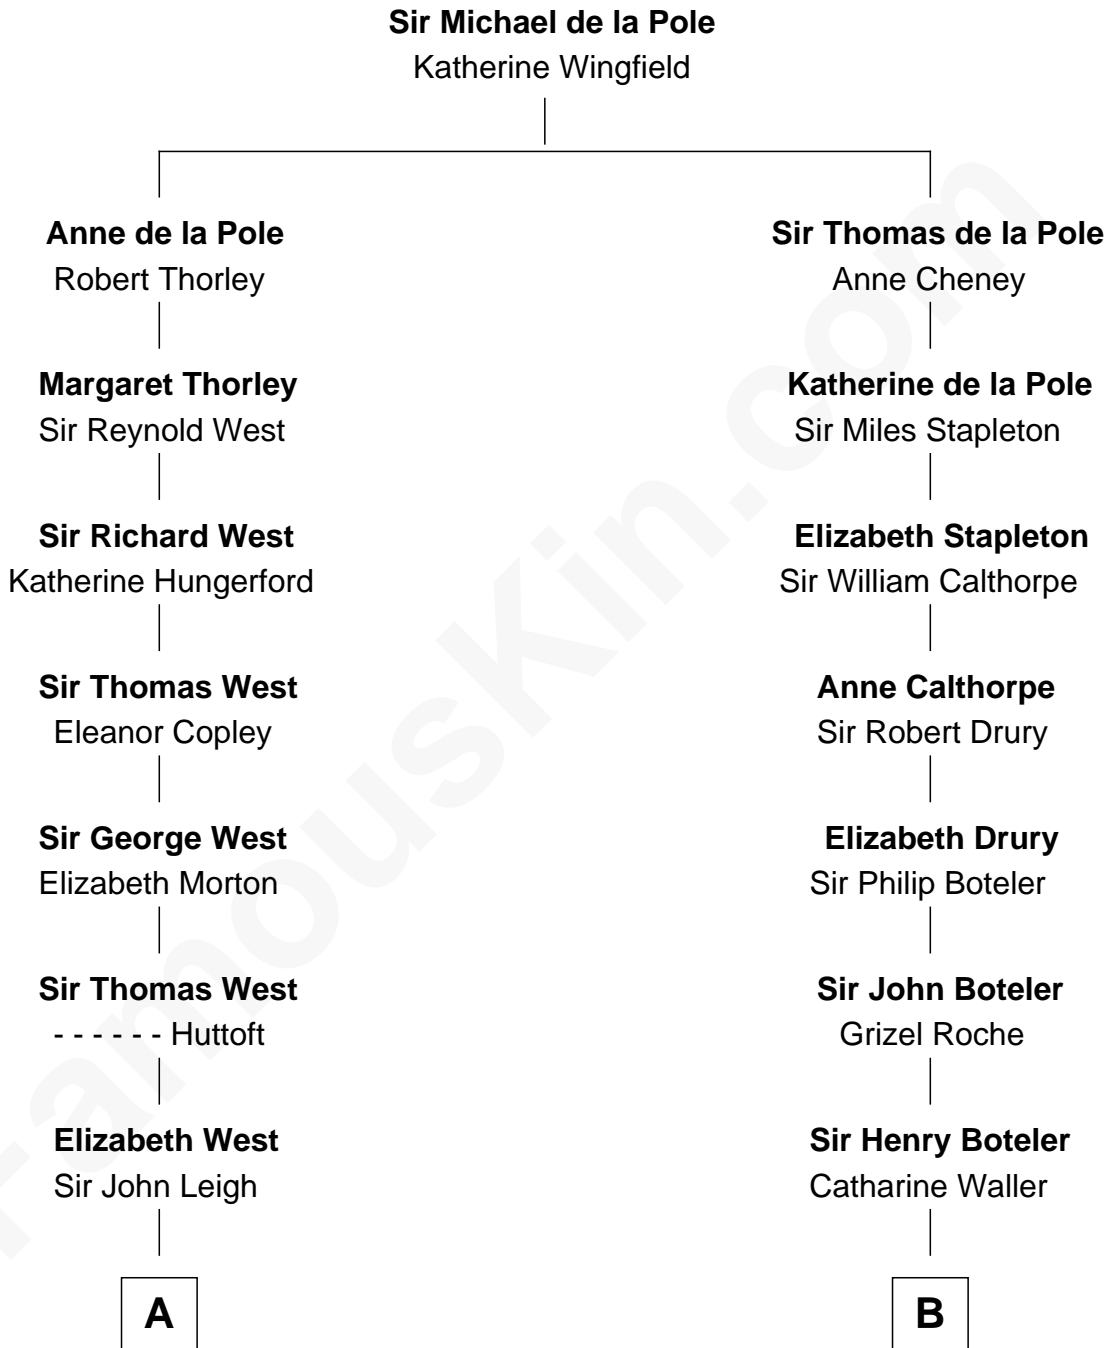 Sir Michael de la Pole
Katherine Wingfield
Anne de la Pole
Robert Thorley
Sir Thomas de la Pole
Anne Cheney
Margaret Thorley
Sir Reynold West
Katherine de la Pole
Sir Miles Stapleton
Sir Richard West
Katherine Hungerford
Elizabeth Stapleton
Sir William Calthorpe
Sir Thomas West
Eleanor Copley
Anne Calthorpe
Sir Robert Drury
Sir George West
Elizabeth Morton
Elizabeth Drury
Sir Philip Boteler
Sir Thomas West
- - - - - - Huttoft
Sir John Boteler
Grizel Roche
Elizabeth West
Sir John Leigh
Sir Henry Boteler
Catharine Waller
A
B
FamousKin.com